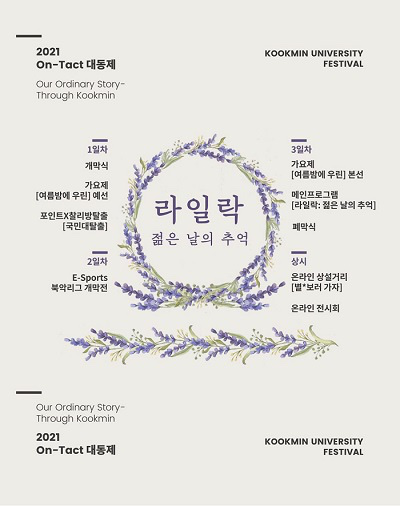 2021
On-Tact 대동제
KOOKMIN UNIVERSITY
FESTIVAL
Our Ordinary Story-
Through Kookmin
1일차
개막식
가요제
[여름밤에 우린] 예선
포인트X찰리방탈출
[국민대탈출]
2일차
E-Sports
북악리그 개막전
라일락
젊은 날의 추억
3일차
가요제
[여름밤에 우린] 본선
메인프로그램
[라일락: 젊은 날의 추억]
폐막식
상시
온라인 상설거리
[별*보러 가자]
온라인 전시회
Our Ordinary Story-
Through Kookmin
2021
On-Tact 대동제
KOOKMIN UNIVERSITY
FESTIVAL